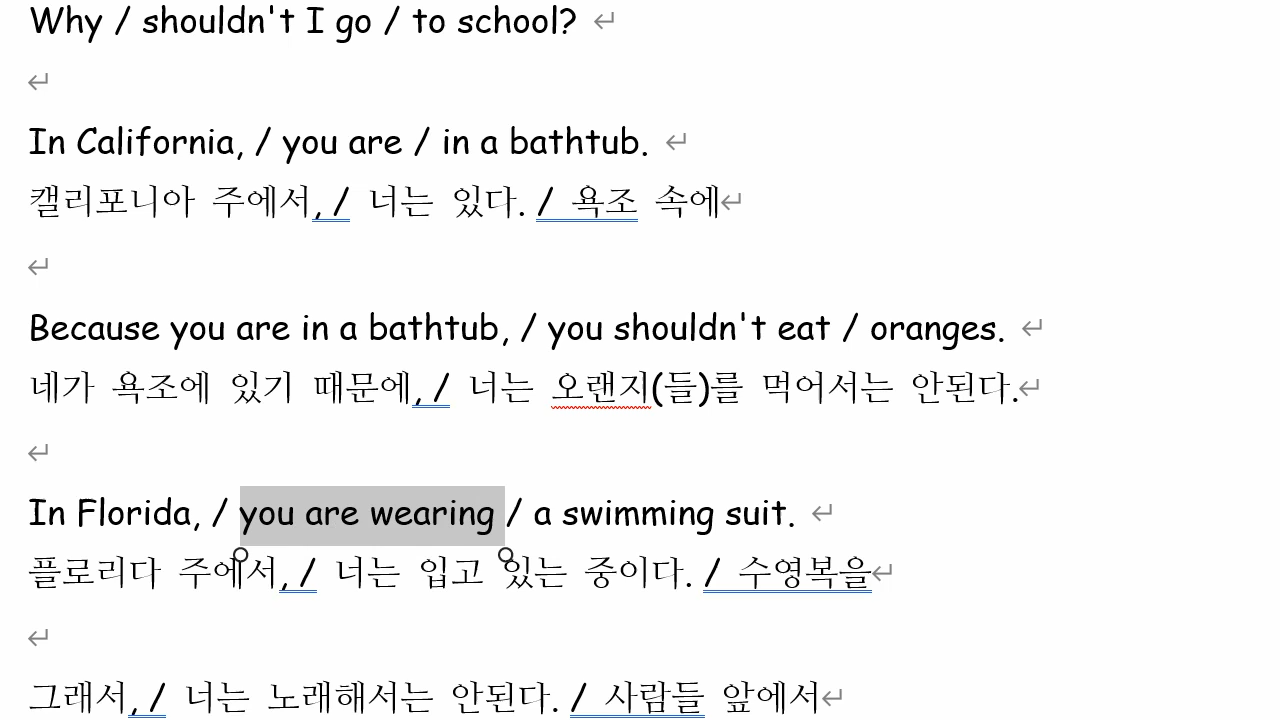 Why / shouldn't I go / to school?
In California, / you are / in a bathtub.
캘리포니아 주에서, / 너는 있다. / 욕조 속에
Because you are in a bathtub, / you shouldn't eat / oranges.
네가 욕조에 있기 때문에, / 너는 오랜지(들)를 먹어서는 안된다.
In Florida, / you are wearing / a swimming suit.
플로리다 주에서, / 너는 입고 있는 중이다. / 수영복을
그래서, / 너는 노래해서는 안된다. / 사람들 앞에서